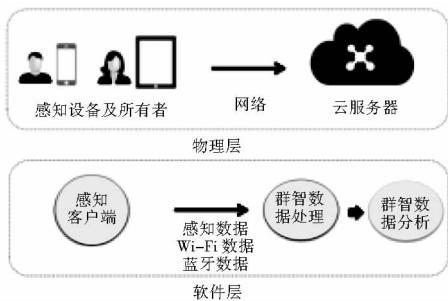 感知设备及所有者
网络
云服务器
物理层
感知
客户端
感知数据
Wi-Fi 数据
蓝牙数据
群智数
据处理
群智数
据分析
软件层